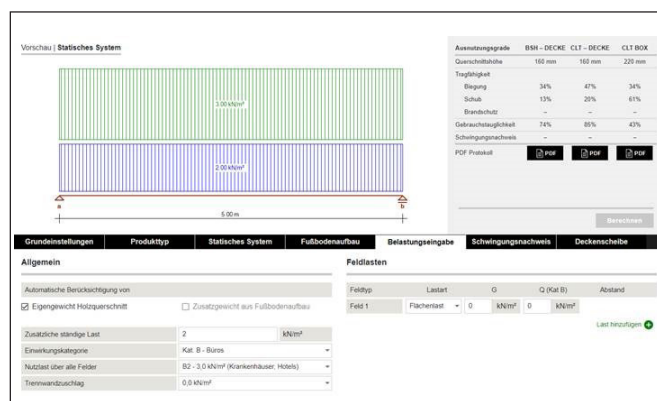 Vorschau | Statisches System
3.00 kN/m²
2.00 kN/m²
a
b
5.00 m
Ausnutzungsgrade BSH – DECKE CLT – DECKE CLT BOX
Querschnittshöhe 160 mm 160 mm 220 mm
Tragfähigkeit
Biegung 34% 47% 34%
Schub 13% 20% 61%
Brandschutz – – –
Gebrauchstauglichkeit 74% 85% 43%
Schwingungsnachweis – – –
PDF Protokoll PDF PDF PDF
Berechnen
Grundeinstellungen Produkttyp Statisches System Fußbodenaufbau Belastungseingabe Schwingungsnachweis Deckenscheibe
Allgemein
Automatische Berücksichtigung von
Eigengewicht Holzquerschnitt Zusatzgewicht aus Fußbodenaufbau
Zusätzliche ständige Last 2 kN/m²
Einwirkungskategorie Kat. B - Büros
Nutzlast über alle Felder B2 - 3,0 kN/m² (Krankenhäuser, Hotels)
Trennwandzuschlag 0,0 kN/m²
Feldlasten
Feldtyp Lastart G Q (Kat B) Abstand
Feld 1 Flächenlast 0 kN/m² 0 kN/m²
Last hinzufügen